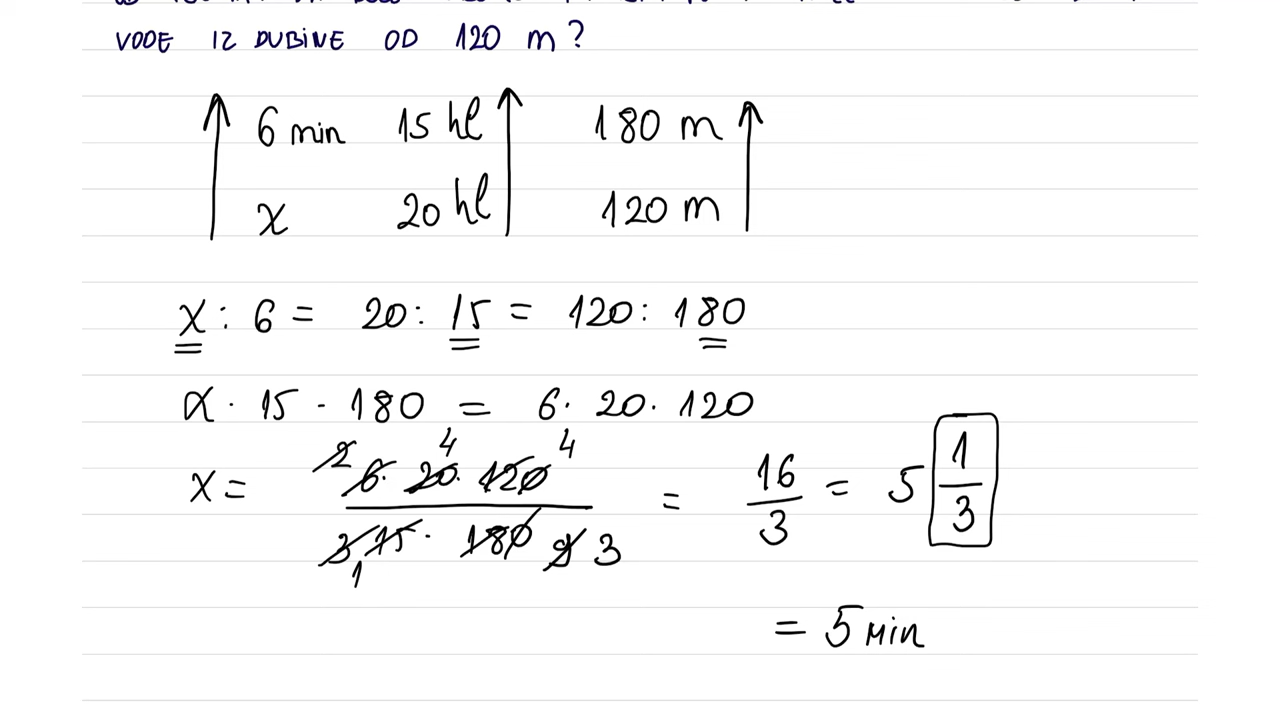 VODE IZ DUBINE OD 120 m?
6 min 15 hl 180 m
x 20 hl 120 m
x : 6 = 20 : 15 = 120 : 180
x · 15 · 180 = 6 · 20 · 120
2 4 4
x = 6 · 20 · 120 / 15 · 180 = 16/3 = 5 1/3
3 1 9 3
= 5 min